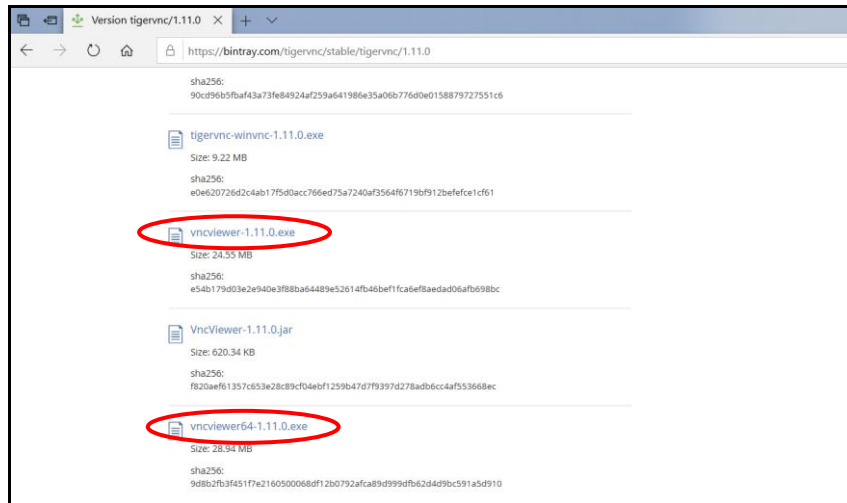 Version tigervnc/1.11.0
https://bintray.com/tigervnc/stable/tigervnc/1.11.0
sha256:
90cd96b5fbaf43a73fe84924af259a641986e35a06b776d0e0158879727551c6
tigervnc-winvnc-1.11.0.exe
Size: 9.22 MB
sha256:
e0e620726d2c4ab17f5d0acc766ed75a7240af3564f6719bf912befefce1cf61
vncviewer-1.11.0.exe
Size: 24.55 MB
sha256:
e54b179d03e2e940e3f88ba64489e52614fb46bef1fca6ef8aedad06afb698bc
VncViewer-1.11.0.jar
Size: 620.34 KB
sha256:
f820aef61357c653e28c89cf04ebf1259b47d7f9397d278adb6cc4af553668ec
vncviewer64-1.11.0.exe
Size: 28.94 MB
sha256:
9d8b2fb3f451f7e2160500068df12b0792afca89d999dfb62d4d9bc591a5d910